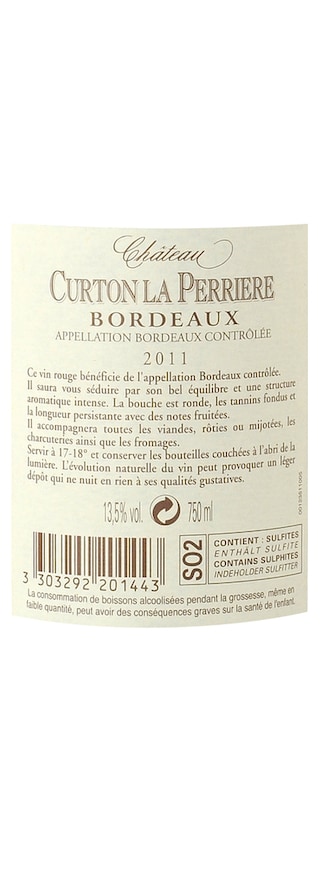 Château
CURTON LA PERRIERE
BORDEAUX
APPELLATION BORDEAUX CONTRÔLÉE
2011
Ce vin rouge bénéficie de l'appellation Bordeaux contrôlée.
Il saura vous séduire par son bel équilibre et une structure
aromatique intense. La bouche est ronde, les tannins fondus et
la longueur persistante avec des notes fruitées.
Il accompagnera toutes les viandes, rôties ou mijotées, les
charcuteries ainsi que les fromages.
Servir à 17-18° et conserver les bouteilles couchées à l'abri de la
lumière. L'évolution naturelle du vin peut provoquer un léger
dépôt qui ne nuit en rien à ses qualités gustatives.
13,5% vol. 750 ml
SO2
CONTIENT : SULFITES
ENTHÄLT SULFITE
CONTAINS SULPHITES
INDEHOLDER SULFITTER
3 303292 201443
La consommation de boissons alcoolisées pendant la grossesse, même en
faible quantité, peut avoir des conséquences graves sur la santé de l'enfant.